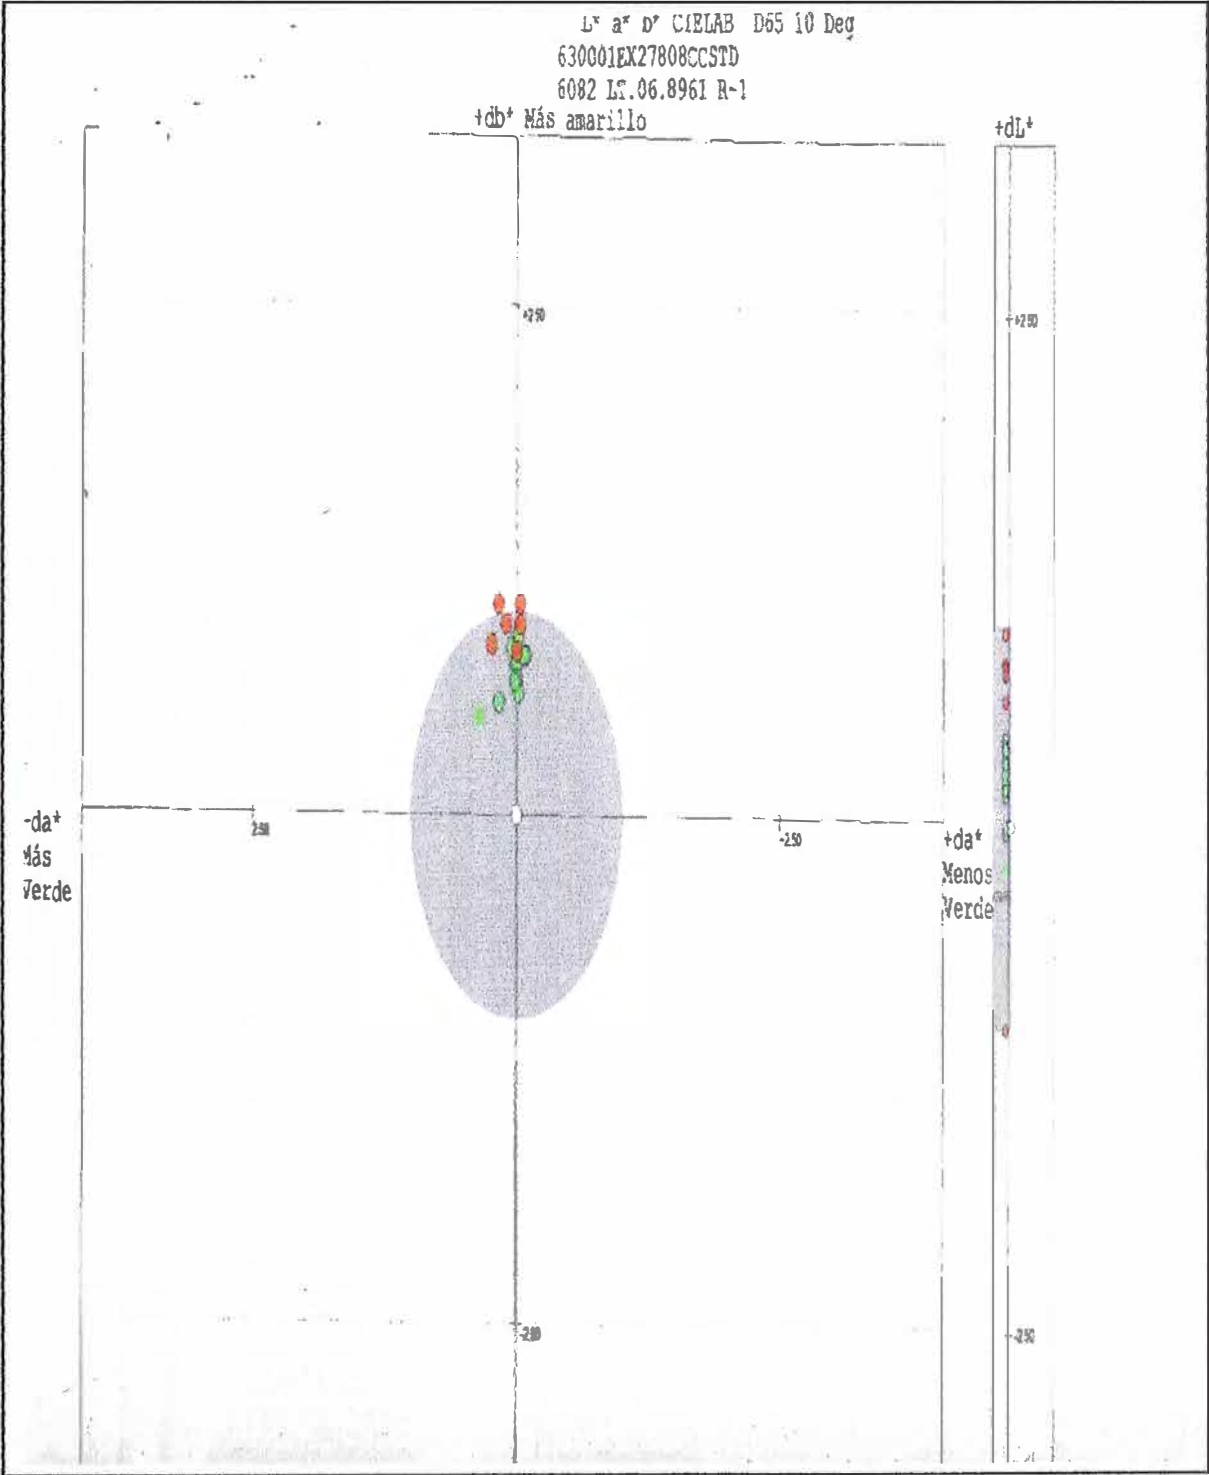 L* a* b* CIELAB D65 10 Deg
630001EX27808CCSTD
6082 LT.06.896I R-1
+db* Más amarillo
+dL*
+2.50
+2.50
-da*
Más
Verde
2.50
-2.50
+da*
Menos
Verde
-2.50
-2.50